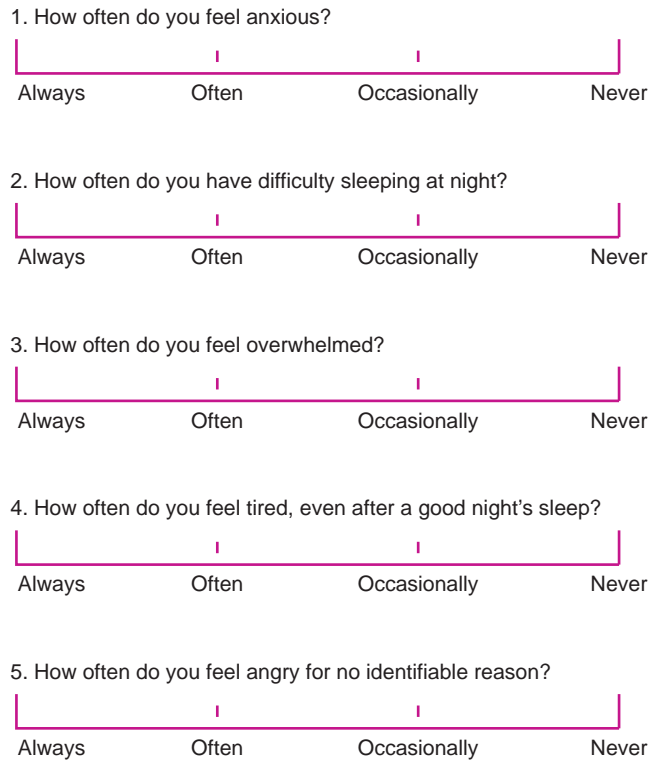 1. How often do you feel anxious?
Always Often Occasionally Never
2. How often do you have difficulty sleeping at night?
Always Often Occasionally Never
3. How often do you feel overwhelmed?
Always Often Occasionally Never
4. How often do you feel tired, even after a good night’s sleep?
Always Often Occasionally Never
5. How often do you feel angry for no identifiable reason?
Always Often Occasionally Never